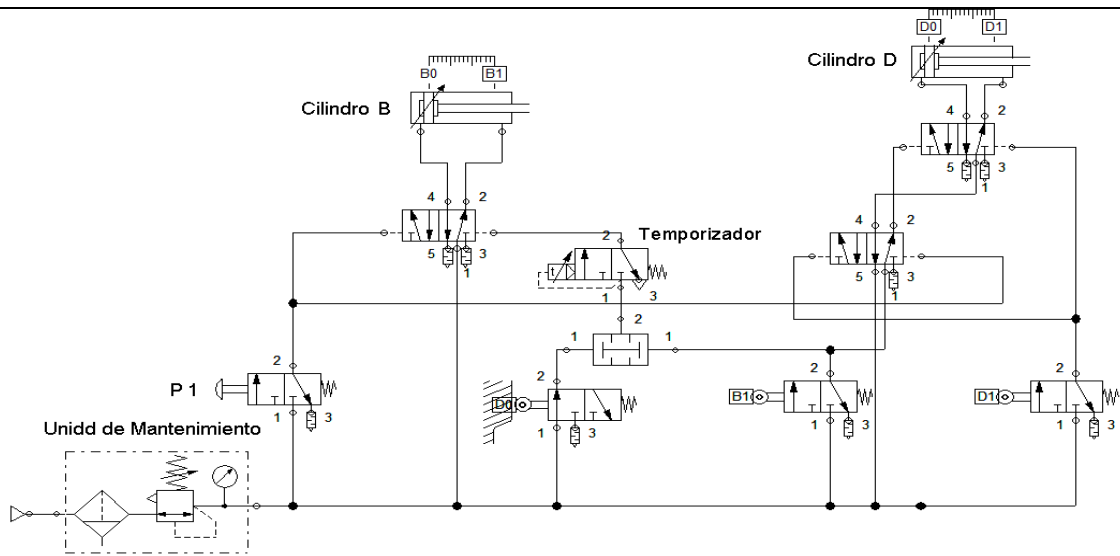 D0 D1
Cilindro D
B0 B1
Cilindro B
4 2
5 3
1
4 2
5 3
1
2 Temporizador
t
1 3
4 2
5 3
1
2
1 1
2
P 1
1 3
2
D0
1 3
2
B1
1 3
2
D1
1 3
Unidd de Mantenimiento